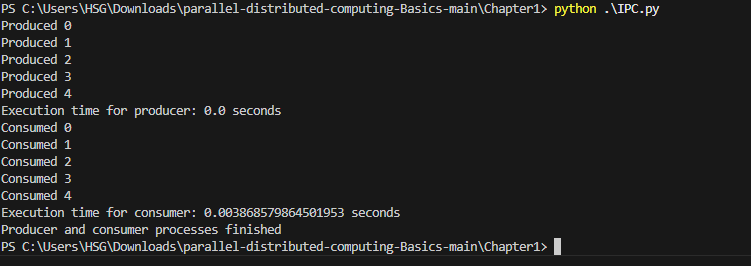 PS C:\Users\HSG\Downloads\parallel-distributed-computing-Basics-main\Chapter1> python .\IPC.py
Produced 0
Produced 1
Produced 2
Produced 3
Produced 4
Execution time for producer: 0.0 seconds
Consumed 0
Consumed 1
Consumed 2
Consumed 3
Consumed 4
Execution time for consumer: 0.003868579864501953 seconds
Producer and consumer processes finished
PS C:\Users\HSG\Downloads\parallel-distributed-computing-Basics-main\Chapter1>